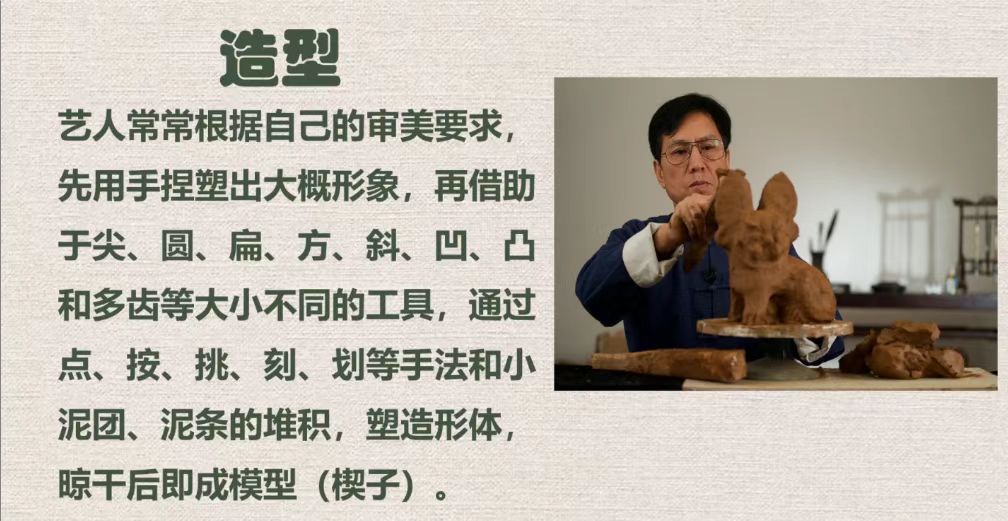 造型
艺人常常根据自己的审美要求，
先用手捏塑出大概形象，再借助
于尖、圆、扁、方、斜、凹、凸
和多齿等大小不同的工具，通过
点、按、挑、刻、划等手法和小
泥团、泥条的堆积，塑造形体，
晾干后即成模型（楔子）。